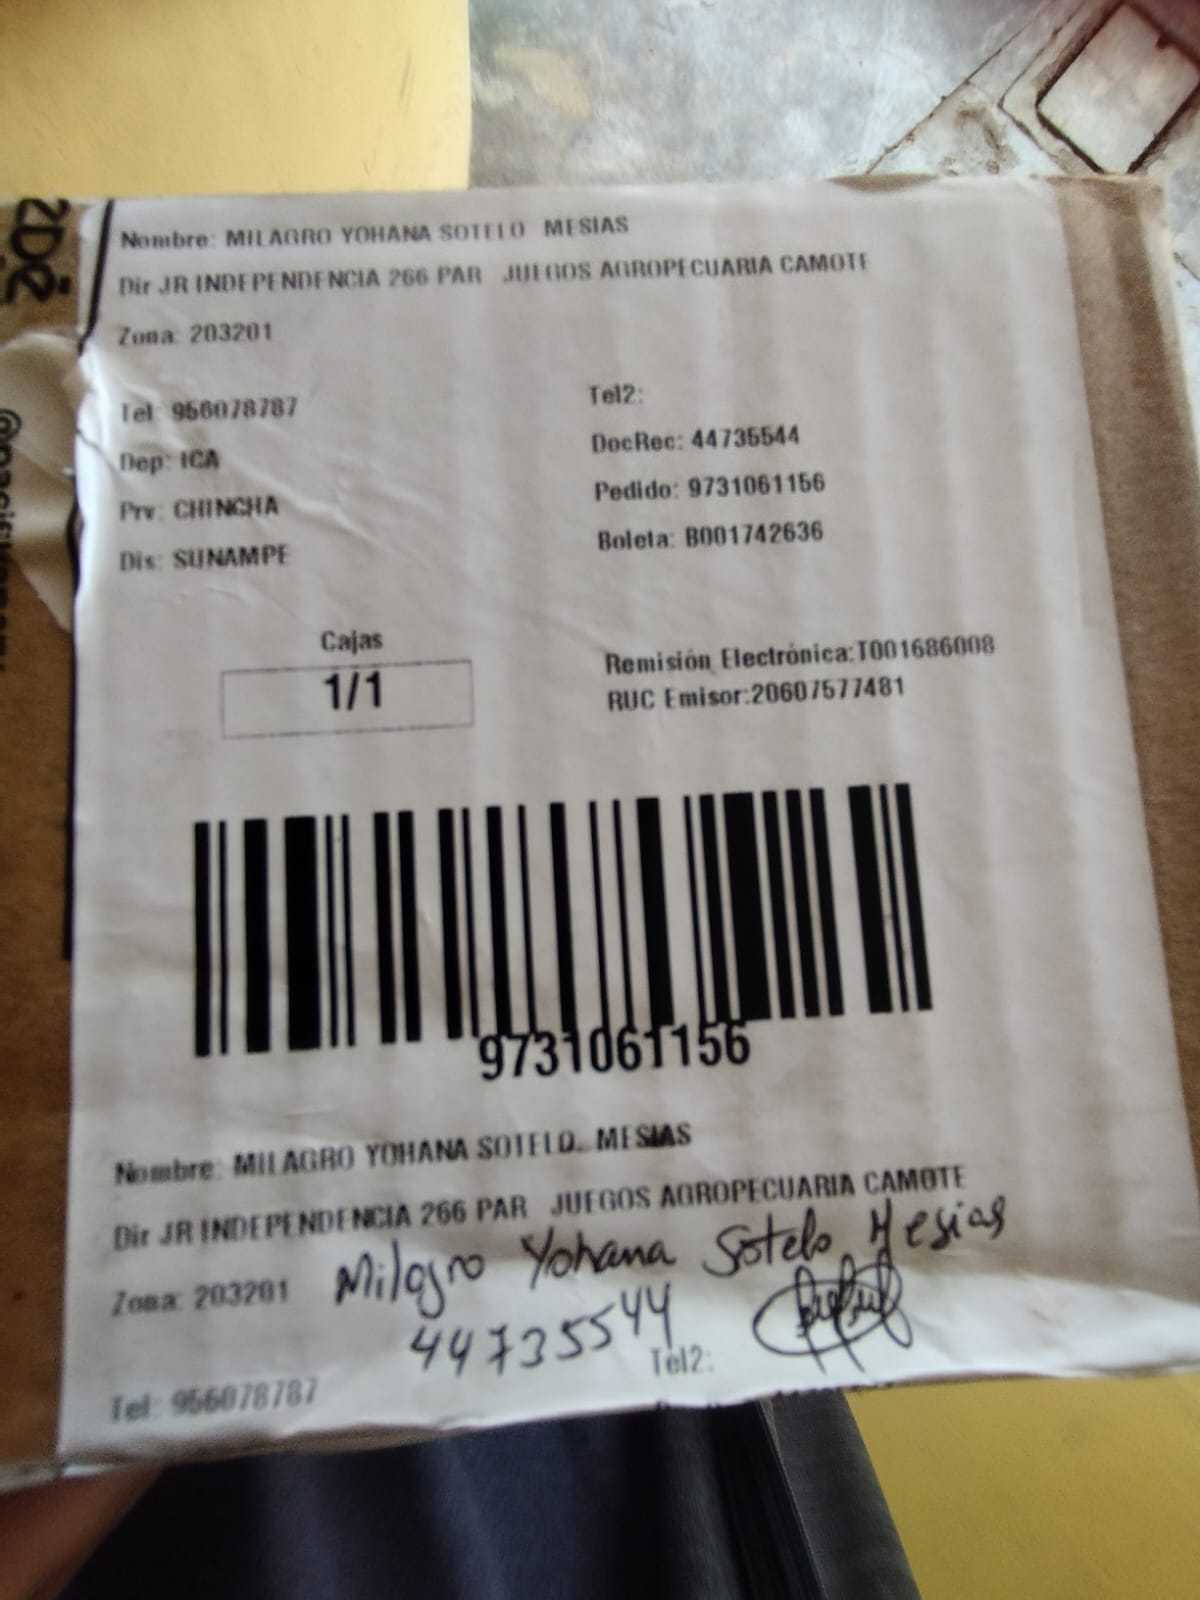 Nombre: MILAGRO YOHANA SOTELO MESIAS
Dir JR INDEPENDENCIA 266 PAR JUEGOS AGROPECUARIA CAMOTE
Zona: 203201
Tel: 956078787
Tel2:
Dep: ICA
DocRec: 44735544
Prv: CHINCHA
Pedido: 9731061156
Dis: SUNAMPE
Boleta: B001742636
Cajas
1/1
Remisión Electrónica:T001686008
RUC Emisor:20607577481
9731061156
Nombre: MILAGRO YOHANA SOTELO MESIAS
Dir JR INDEPENDENCIA 266 PAR JUEGOS AGROPECUARIA CAMOTE
Milagro Yohana Sotelo Mesias
Zona: 203201
44735544
Tel2:
Tel: 956078787